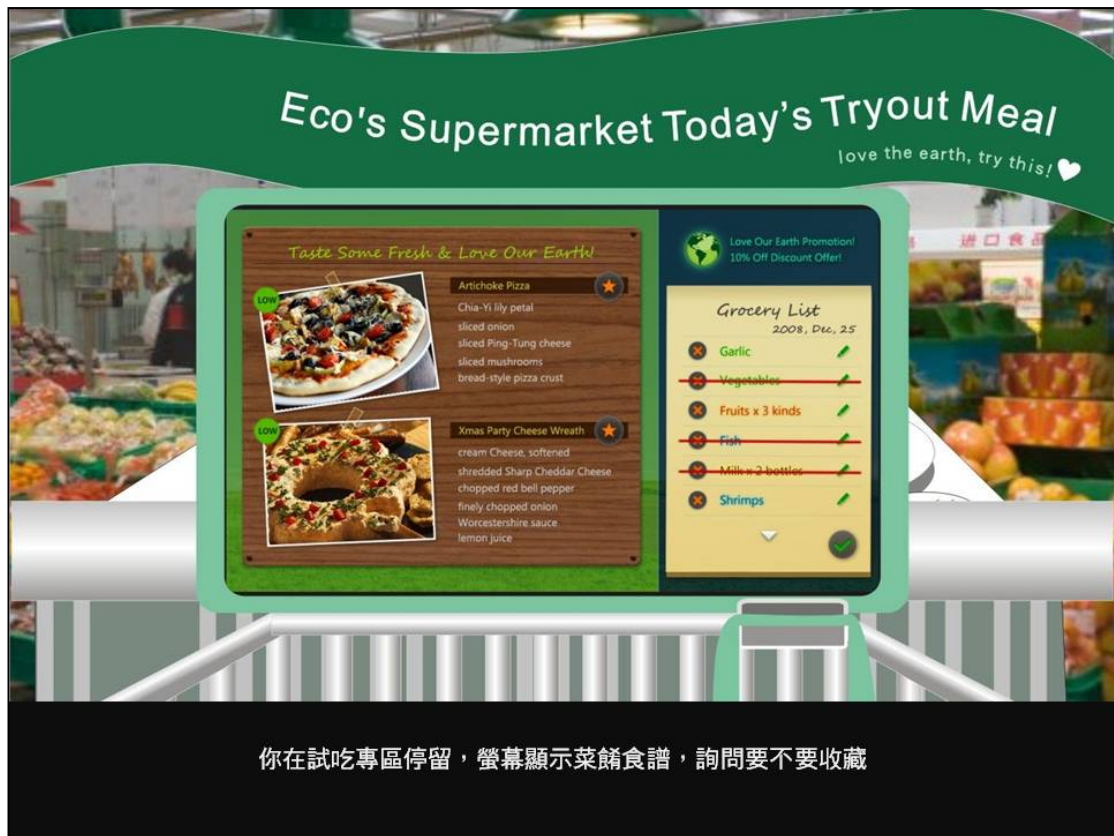 Eco's Supermarket Today's Tryout Meal
love the earth, try this!
进口食品
Taste Some Fresh & Love Our Earth!
LOW
Artichoke Pizza
Chia-Yi lily petal
sliced onion
sliced Ping-Tung cheese
sliced mushrooms
bread-style pizza crust
LOW
Xmas Party Cheese Wreath
cream Cheese, softened
shredded Sharp Cheddar Cheese
chopped red bell pepper
finely chopped onion
Worcestershire sauce
lemon juice
Love Our Earth Promotion!
10% Off Discount Offer!
Grocery List
2008, Dec, 25
Garlic
Vegetables
Fruits x 3 kinds
Fish
Milk x 2 bottles
Shrimps
你在試吃專區停留，螢幕顯示菜餚食譜，詢問要不要收藏